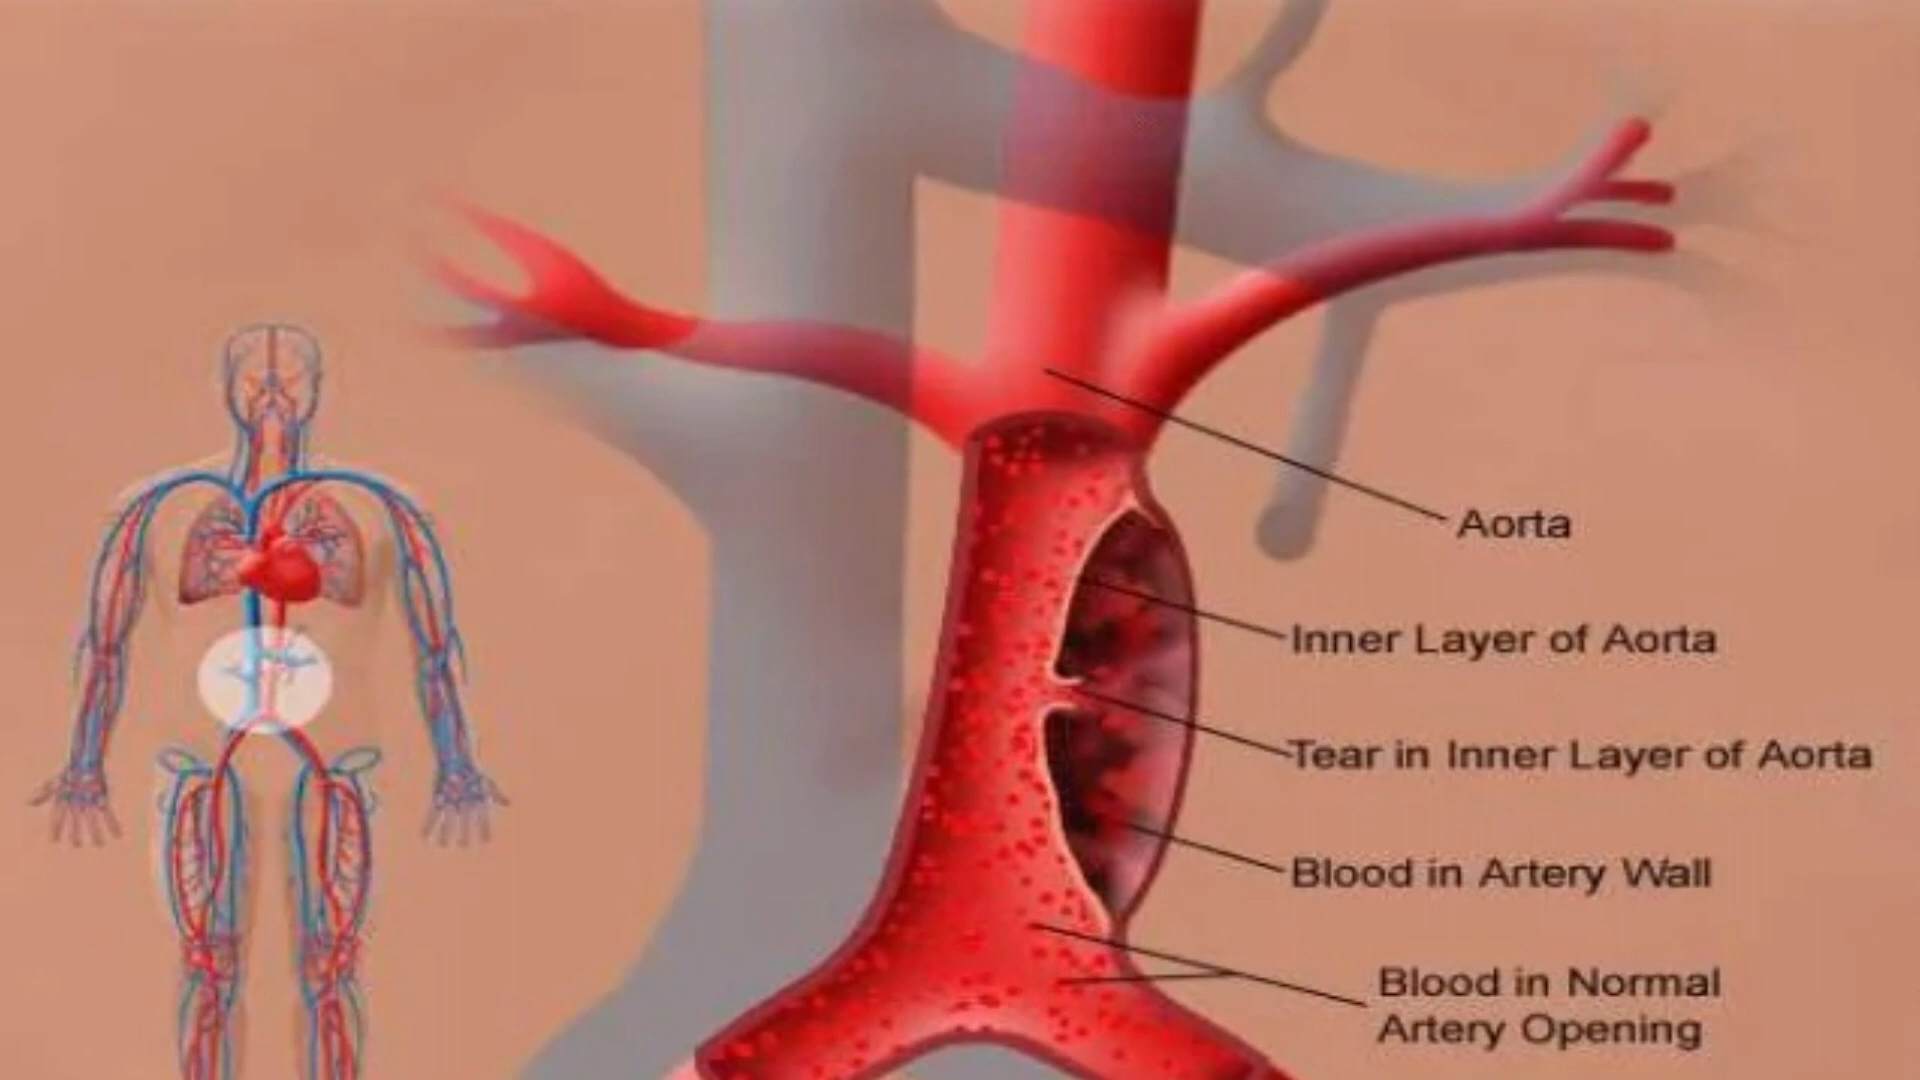 Aorta
Inner Layer of Aorta
Tear in Inner Layer of Aorta
Blood in Artery Wall
Blood in Normal
Artery Opening